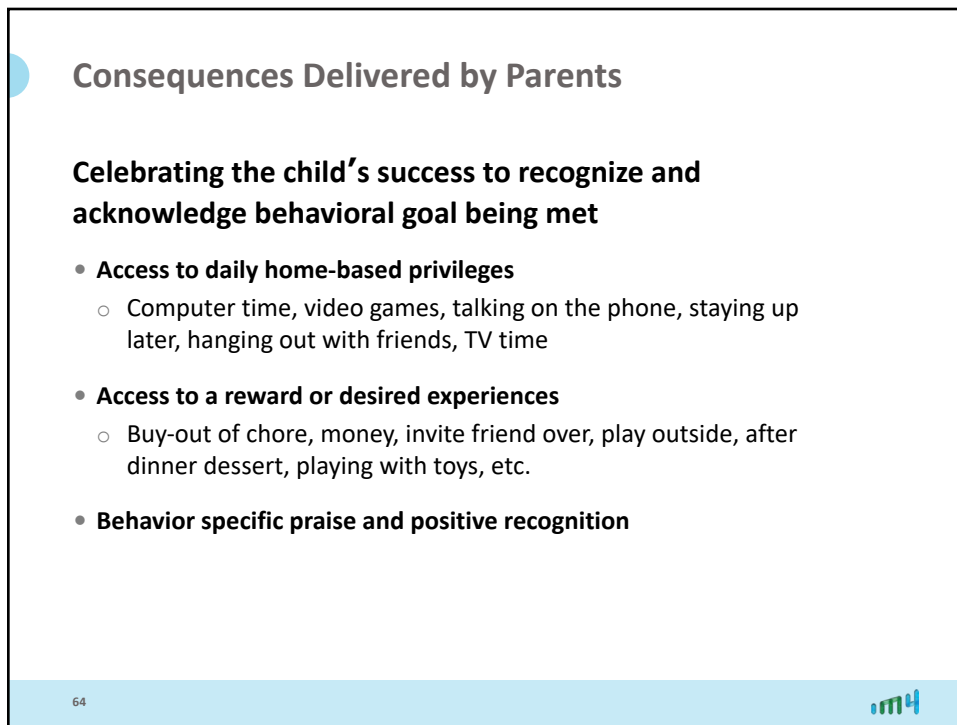 Consequences Delivered by Parents
Celebrating the child's success to recognize and
acknowledge behavioral goal being met
• Access to daily home-based privileges
○ Computer time, video games, talking on the phone, staying up
later, hanging out with friends, TV time
• Access to a reward or desired experiences
○ Buy-out of chore, money, invite friend over, play outside, after
dinner dessert, playing with toys, etc.
• Behavior specific praise and positive recognition
64